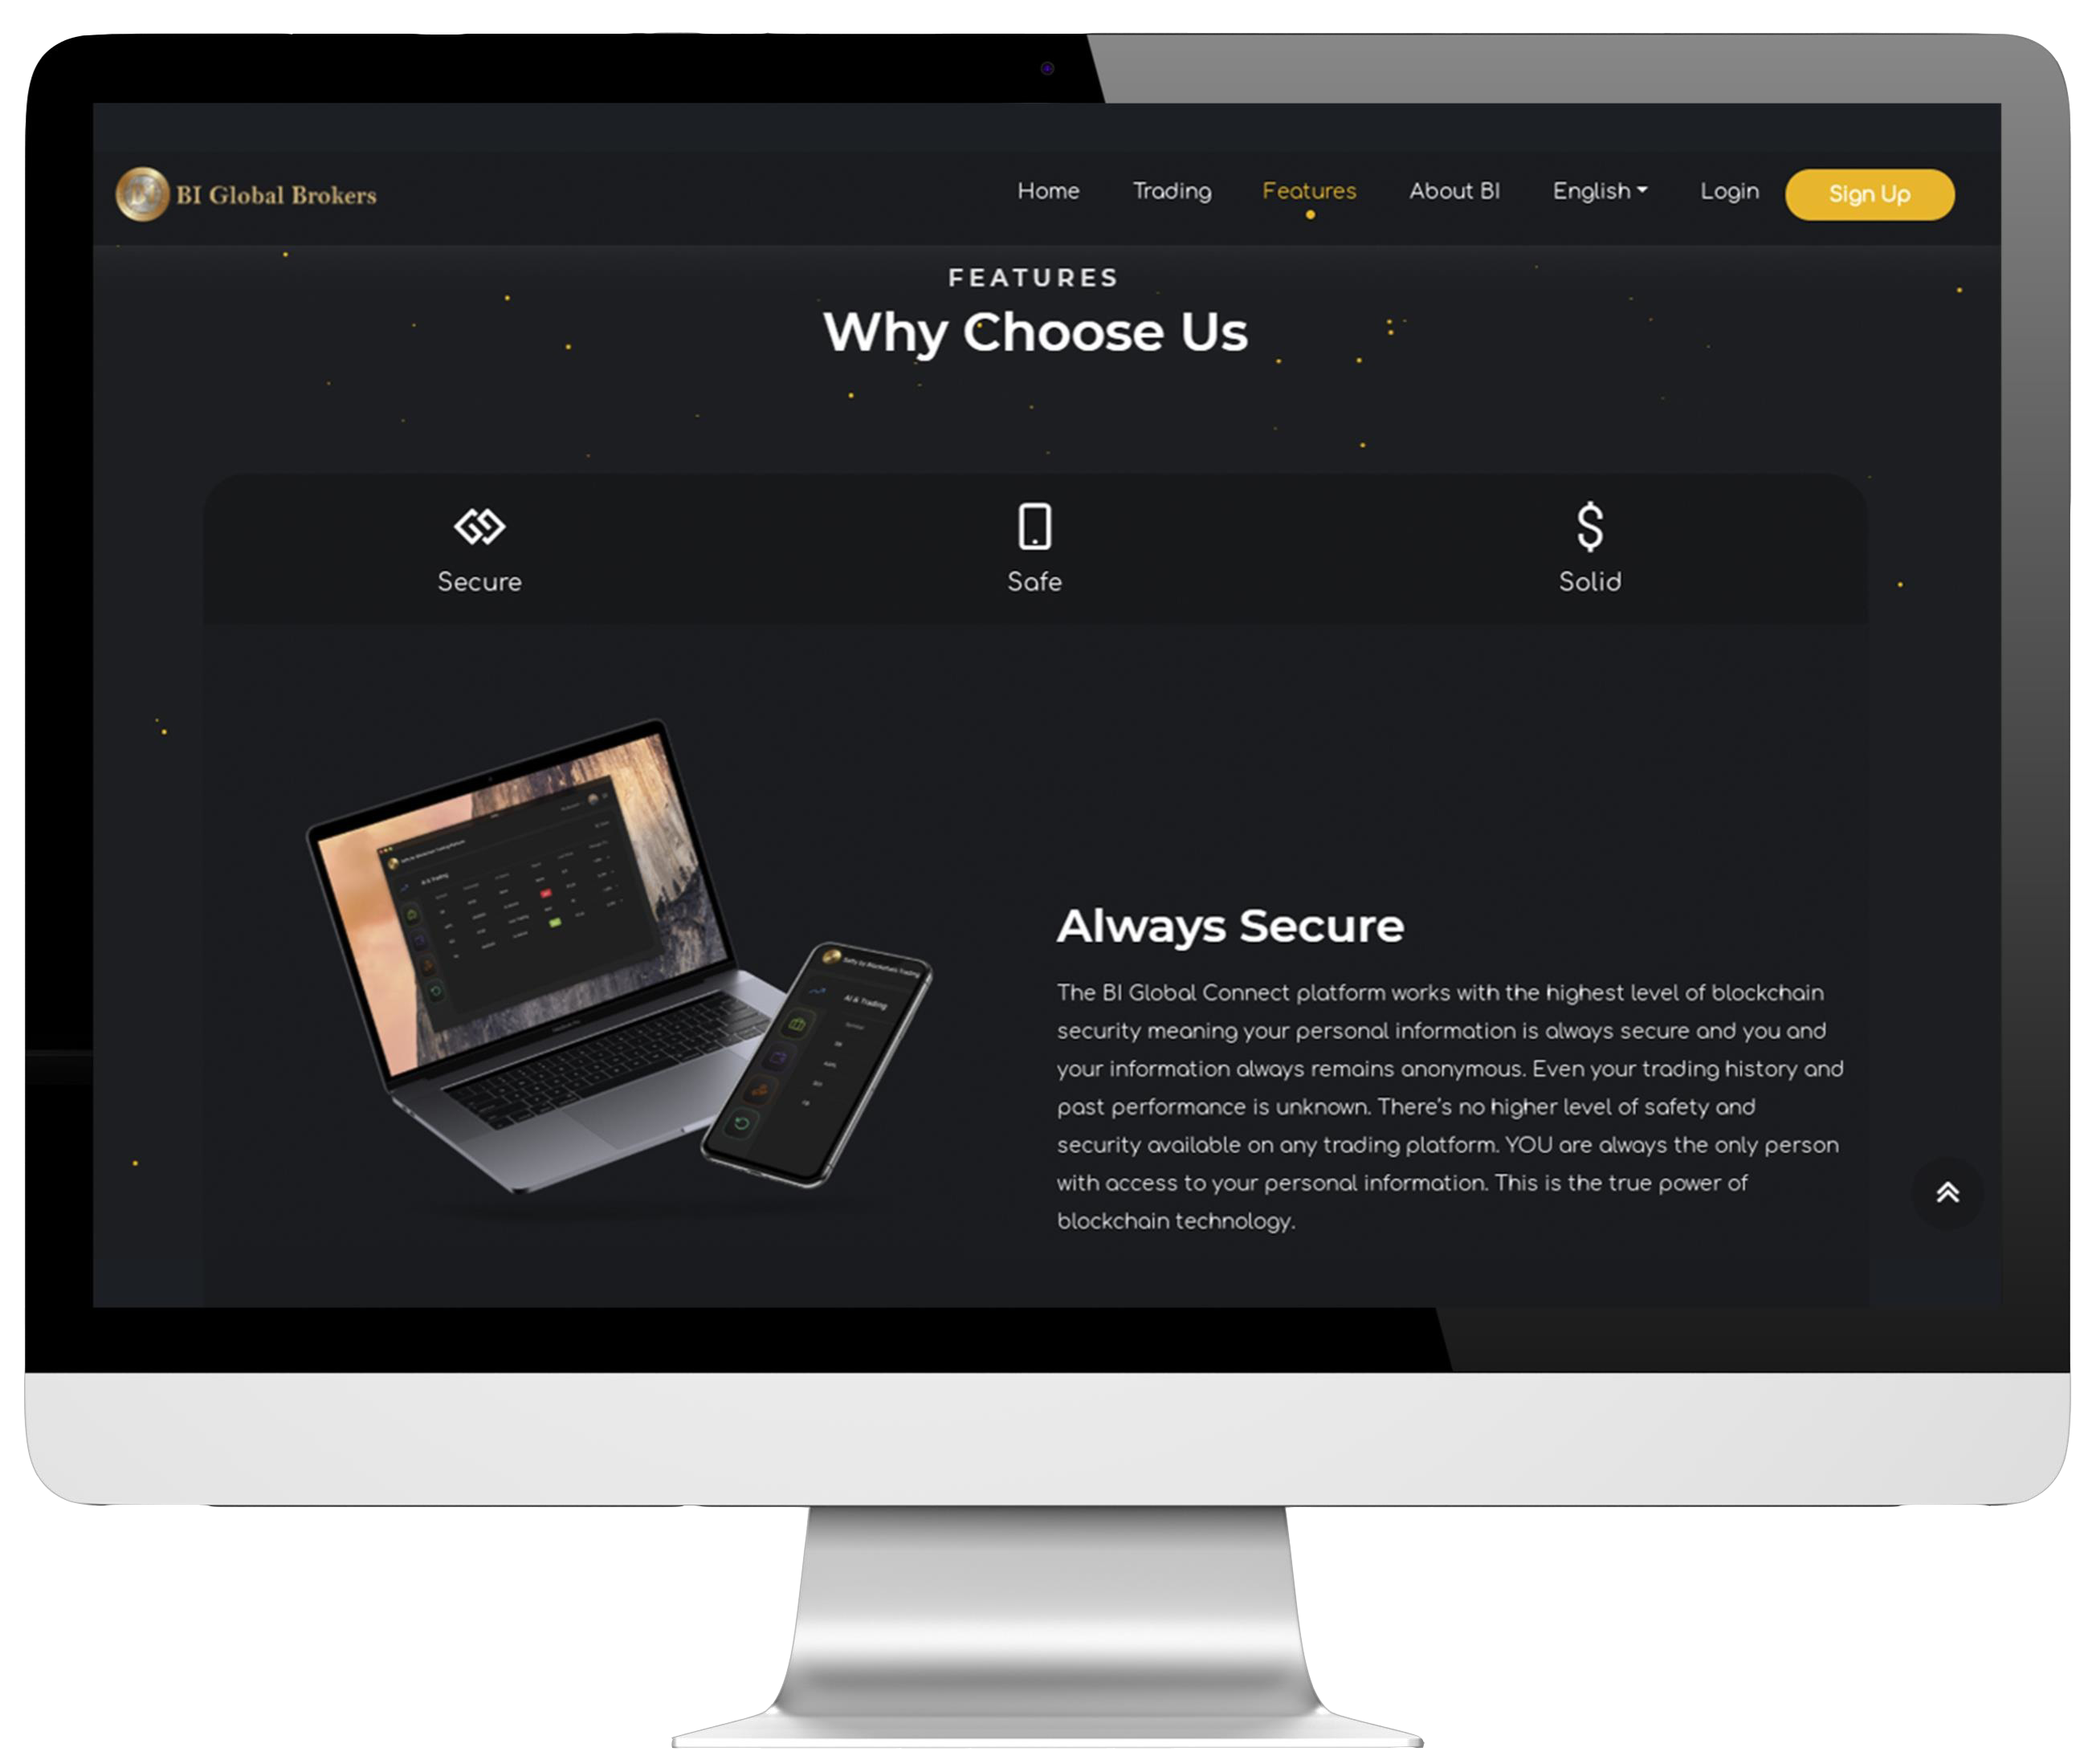 BI Global Brokers
Home Trading Features About BI English Login Sign Up
FEATURES
Why Choose Us
Secure Safe Solid
AI & Trading
Always Secure
The BI Global Connect platform works with the highest level of blockchain
security meaning your personal information is always secure and you and
your information always remains anonymous. Even your trading history and
past performance is unknown. There's no higher level of safety and
security available on any trading platform. YOU are always the only person
with access to your personal information. This is the true power of
blockchain technology.